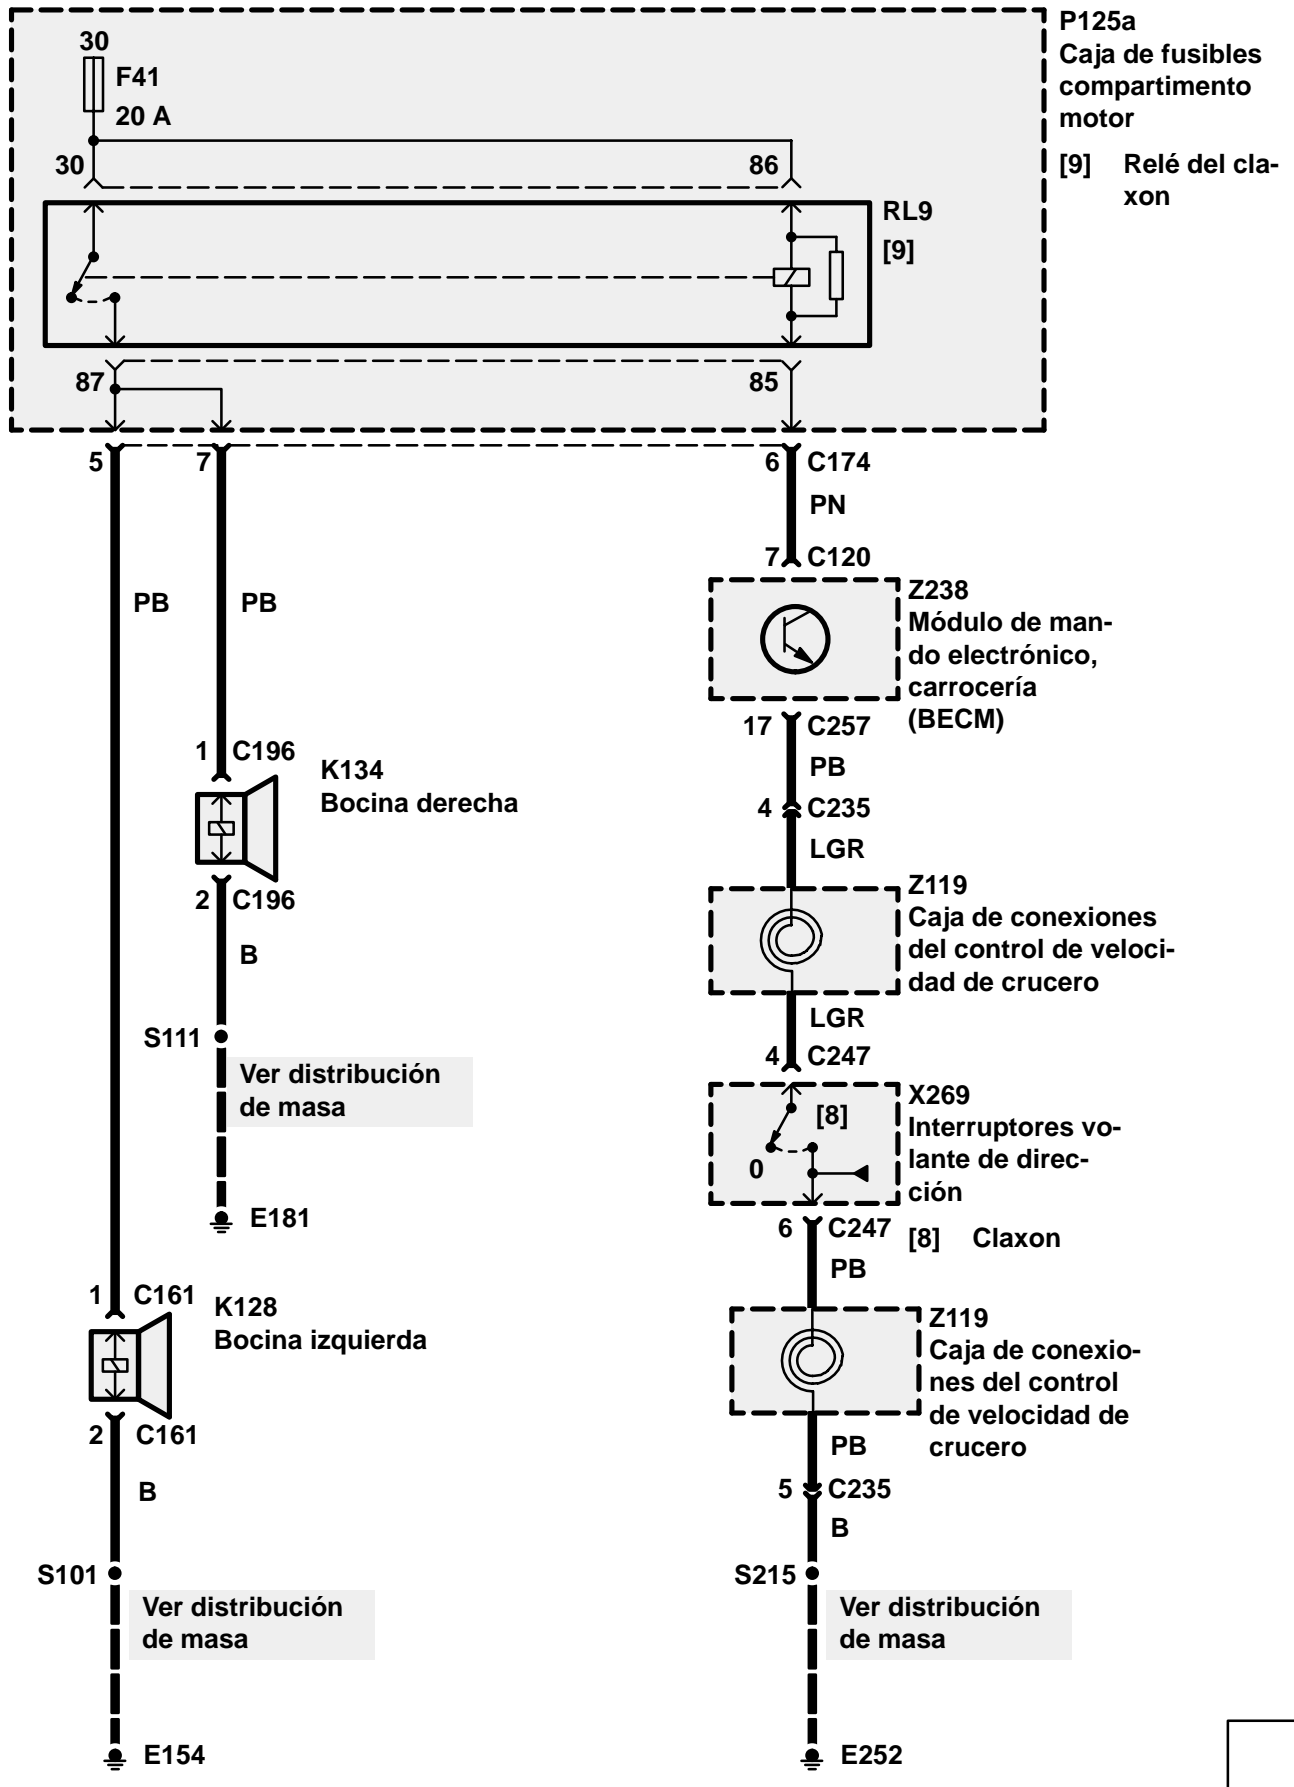 P125a
Caja de fusibles
compartimento
motor
[9] Relé del cla-
xon
30
F41
20 A
30
86
RL9
[9]
87
85
5
7
6 C174
PN
7 C120
PB
PB
Z238
Módulo de man-
do electrónico,
carrocería
(BECM)
17 C257
PB
1 C196
K134
Bocina derecha
4 C235
LGR
2 C196
B
Z119
Caja de conexiones
del control de veloci-
dad de crucero
LGR
S111
Ver distribución
de masa
4 C247
[8]
0
X269
Interruptores vo-
lante de direc-
ción
E181
6 C247
[8] Claxon
PB
1 C161
K128
Bocina izquierda
Z119
Caja de conexio-
nes del control
de velocidad de
crucero
2 C161
PB
B
5 C235
B
S101
Ver distribución
de masa
S215
Ver distribución
de masa
E154
E252